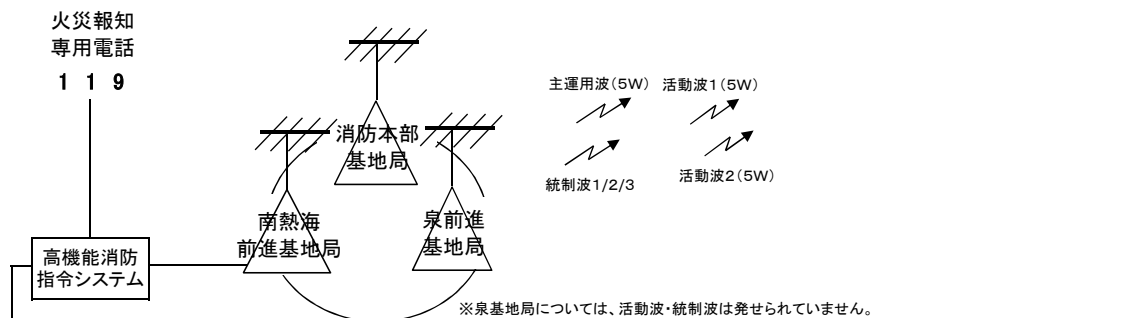 火災報知
専用電話
119
主運用波(5W) 活動波1(5W)
消防本部
基地局
統制波1/2/3 活動波2(5W)
南熱海
前進基地局
泉前進
基地局
高機能消防
指令システム
※泉基地局については、活動波・統制波は発せられていません。